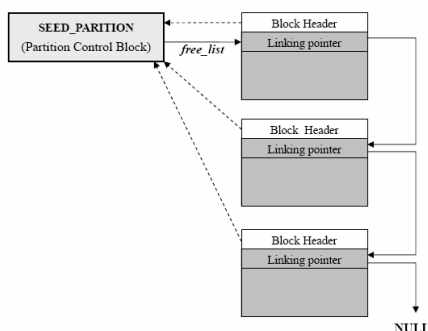 SEED_PARITION
(Partition Control Block)
free_list
Block Header
Linking pointer
Block Header
Linking pointer
Block Header
Linking pointer
NULL